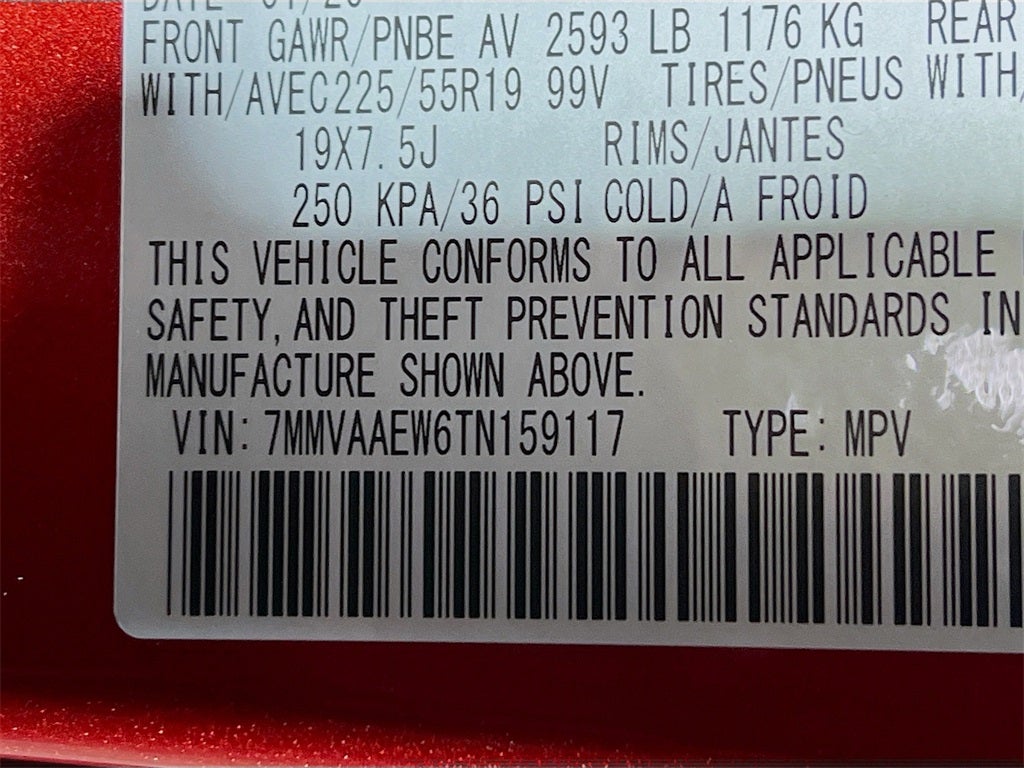 FRONT GAWR/PNBE AV 2593 LB 1176 KG REAR
WITH/AVEC225/55R19 99V TIRES/PNEUS WITH/
19X7.5J RIMS/JANTES
250 KPA/36 PSI COLD/A FROID
THIS VEHICLE CONFORMS TO ALL APPLICABLE
SAFETY,AND THEFT PREVENTION STANDARDS IN
MANUFACTURE SHOWN ABOVE.
VIN: 7MMVAAEW6TN159117 TYPE: MPV